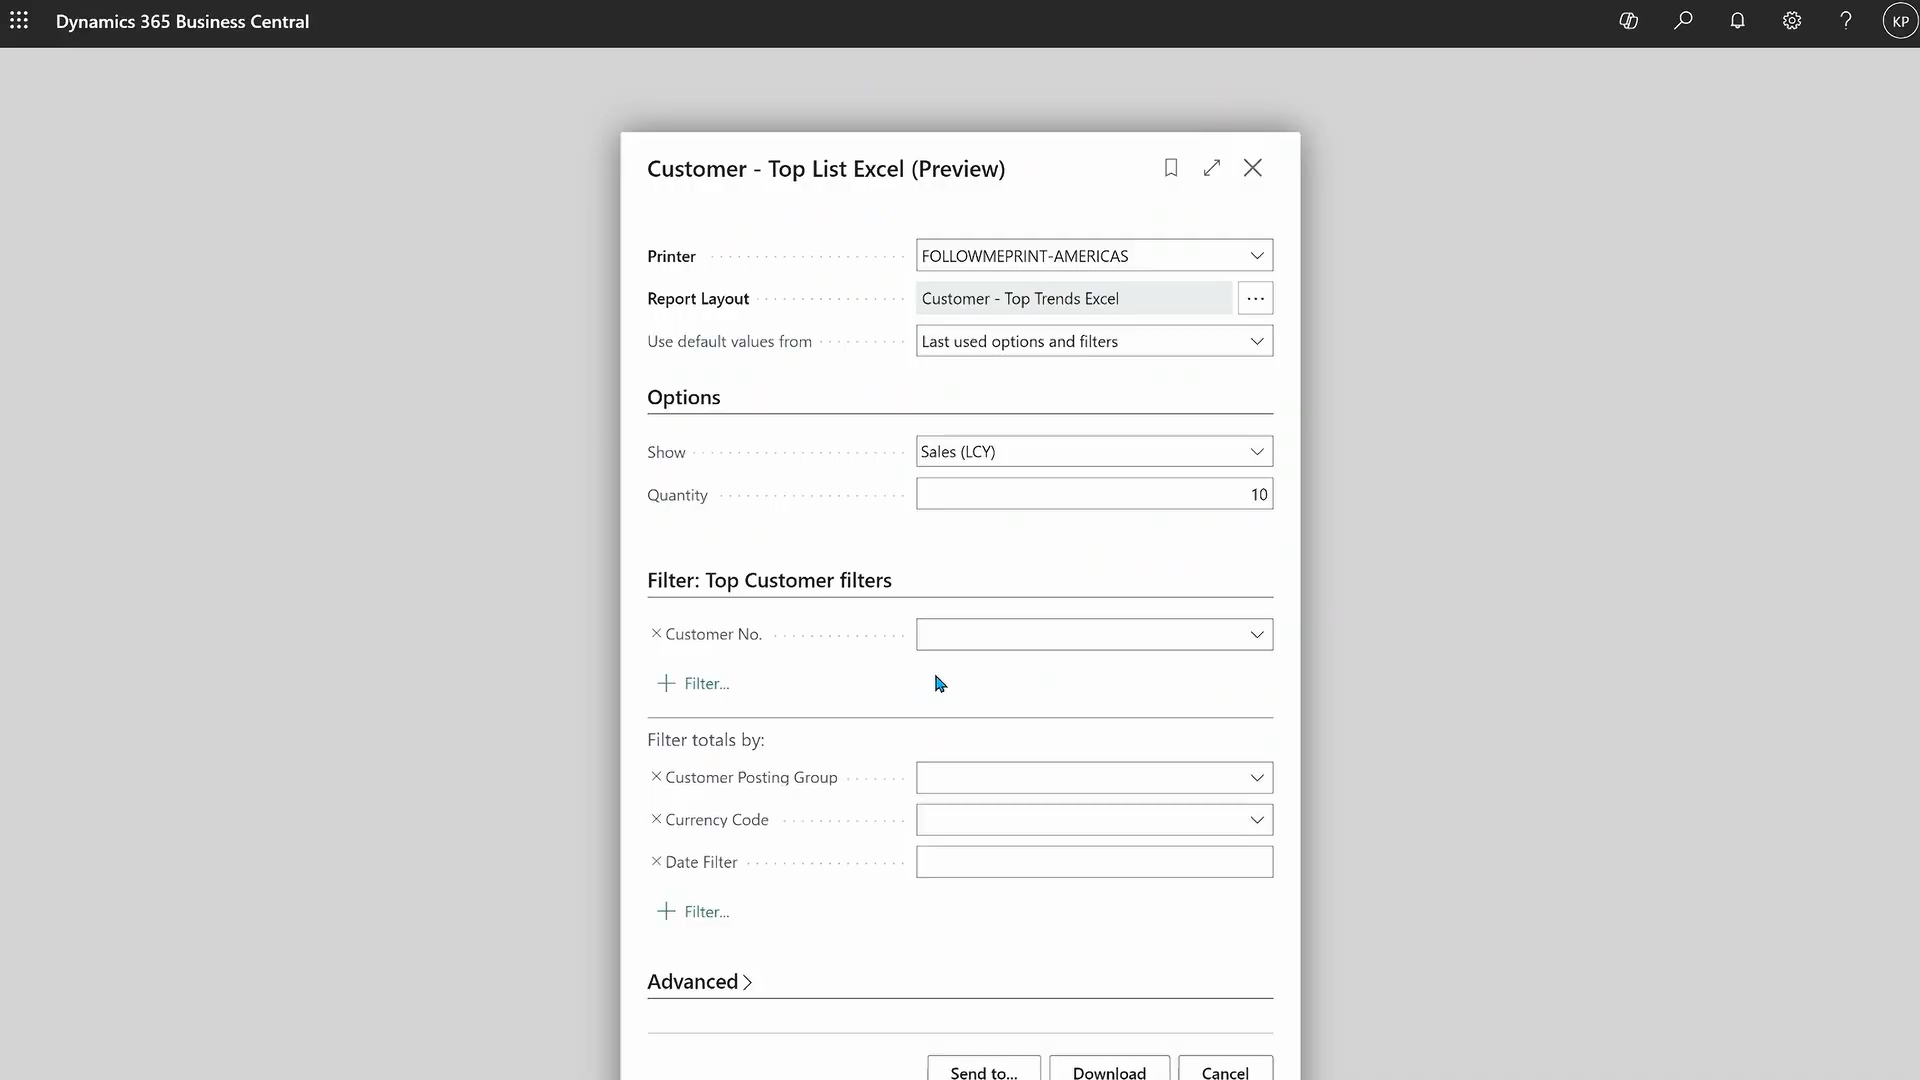 Dynamics 365 Business Central
KP
Customer - Top List Excel (Preview)
Printer FOLLOWMEPRINT-AMERICAS
Report Layout Customer - Top Trends Excel
Use default values from Last used options and filters
Options
Show Sales (LCY)
Quantity 10
Filter: Top Customer filters
Customer No.
Filter...
Filter totals by:
Customer Posting Group
Currency Code
Date Filter
Filter...
Advanced
Send to... Download Cancel